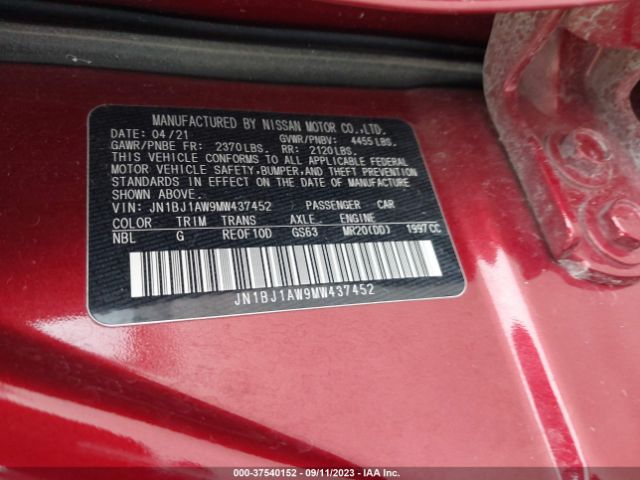 MANUFACTURED BY NISSAN MOTOR CO.,LTD.
DATE: 04/21 GVWR/PNBV: 4455 LBS.
GAWR/PNBE FR: 2370 LBS. RR: 2120 LBS.
THIS VEHICLE CONFORMS TO ALL APPLICABLE FEDERAL
MOTOR VEHICLE SAFETY,BUMPER,AND THEFT PREVENTION
STANDARDS IN EFFECT ON THE DATE OF MANUFACTURE
SHOWN ABOVE.
VIN: JN1BJ1AW9MW437452 PASSENGER CAR
COLOR TRIM TRANS AXLE ENGINE
NBL G RE0F10D GS63 MR20(DD) 1997CC
JN1BJ1AW9MW437452
000-37540152 - 09/11/2023 - IAA Inc.